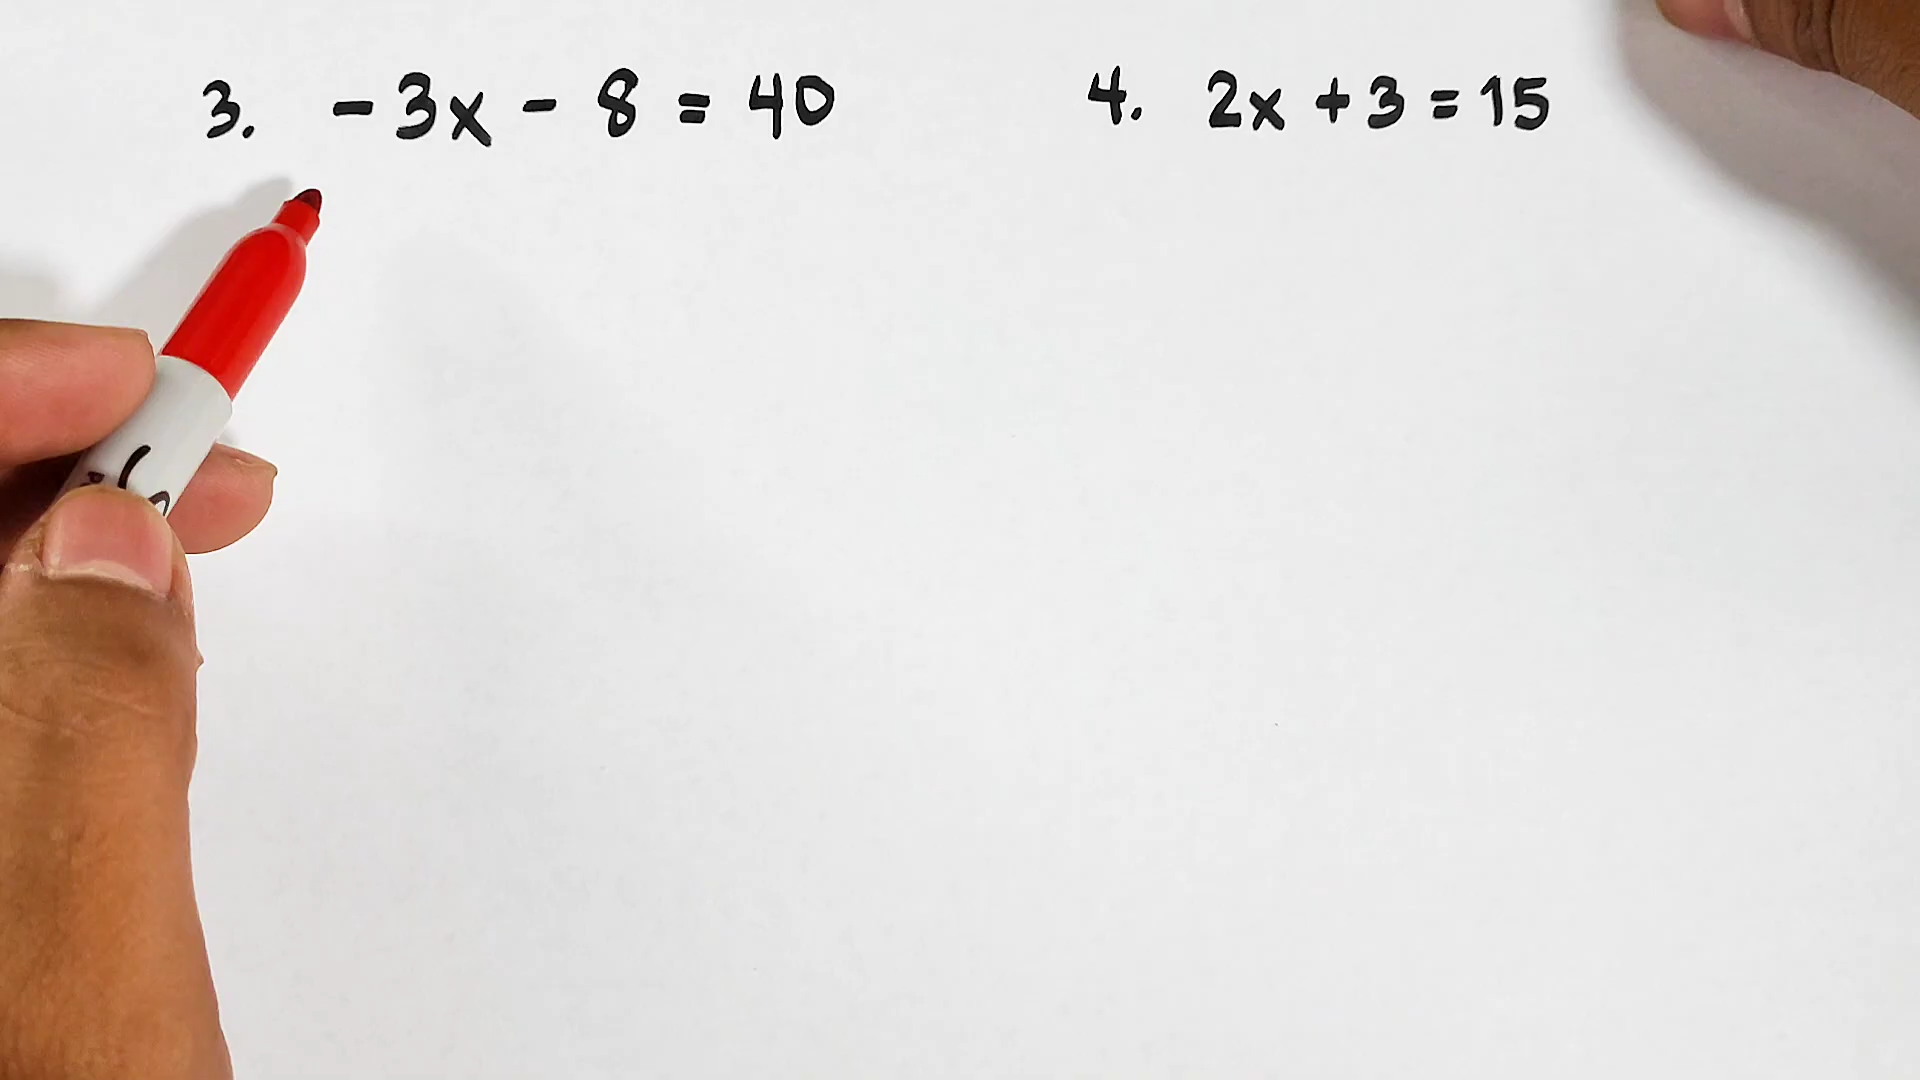 3. - 3x - 8 = 40
4. 2x + 3 = 15